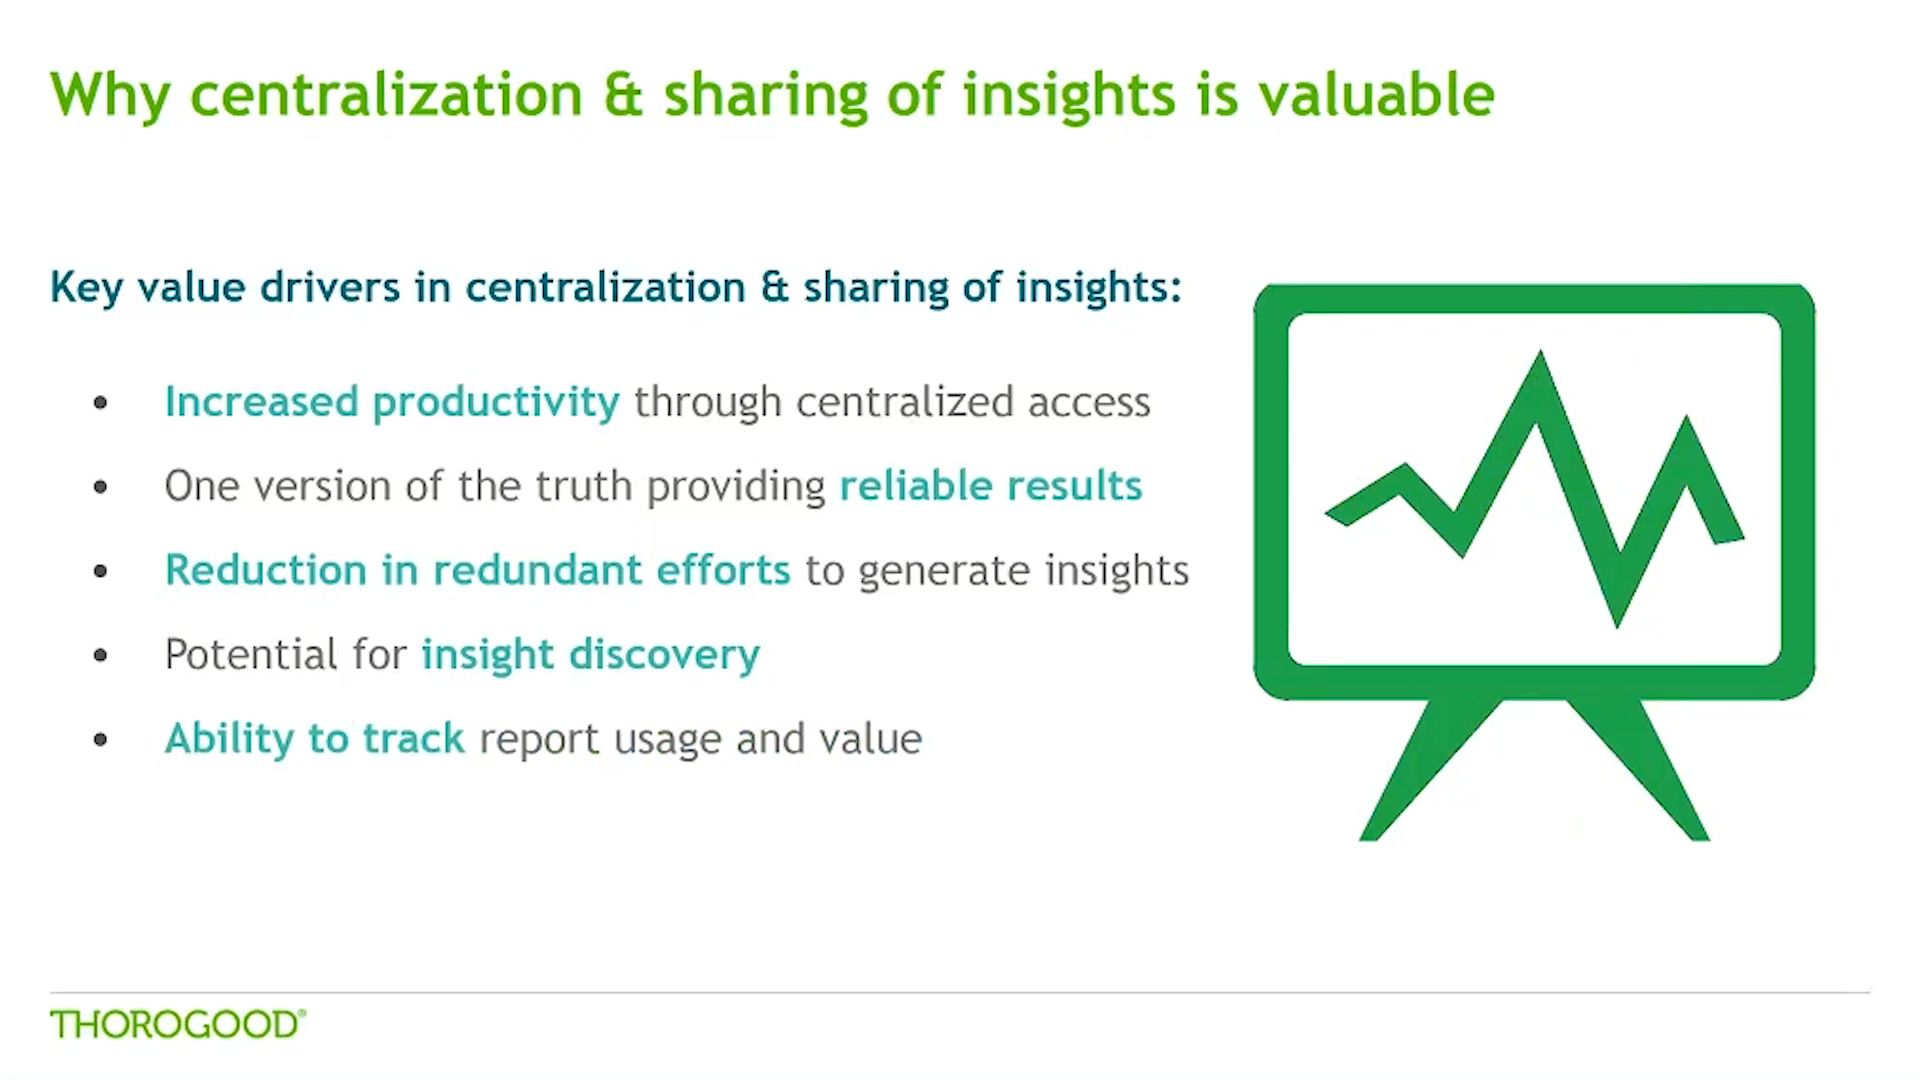 Why centralization & sharing of insights is valuable
Key value drivers in centralization & sharing of insights:
• Increased productivity through centralized access
• One version of the truth providing reliable results
• Reduction in redundant efforts to generate insights
• Potential for insight discovery
• Ability to track report usage and value
THOROGOOD®